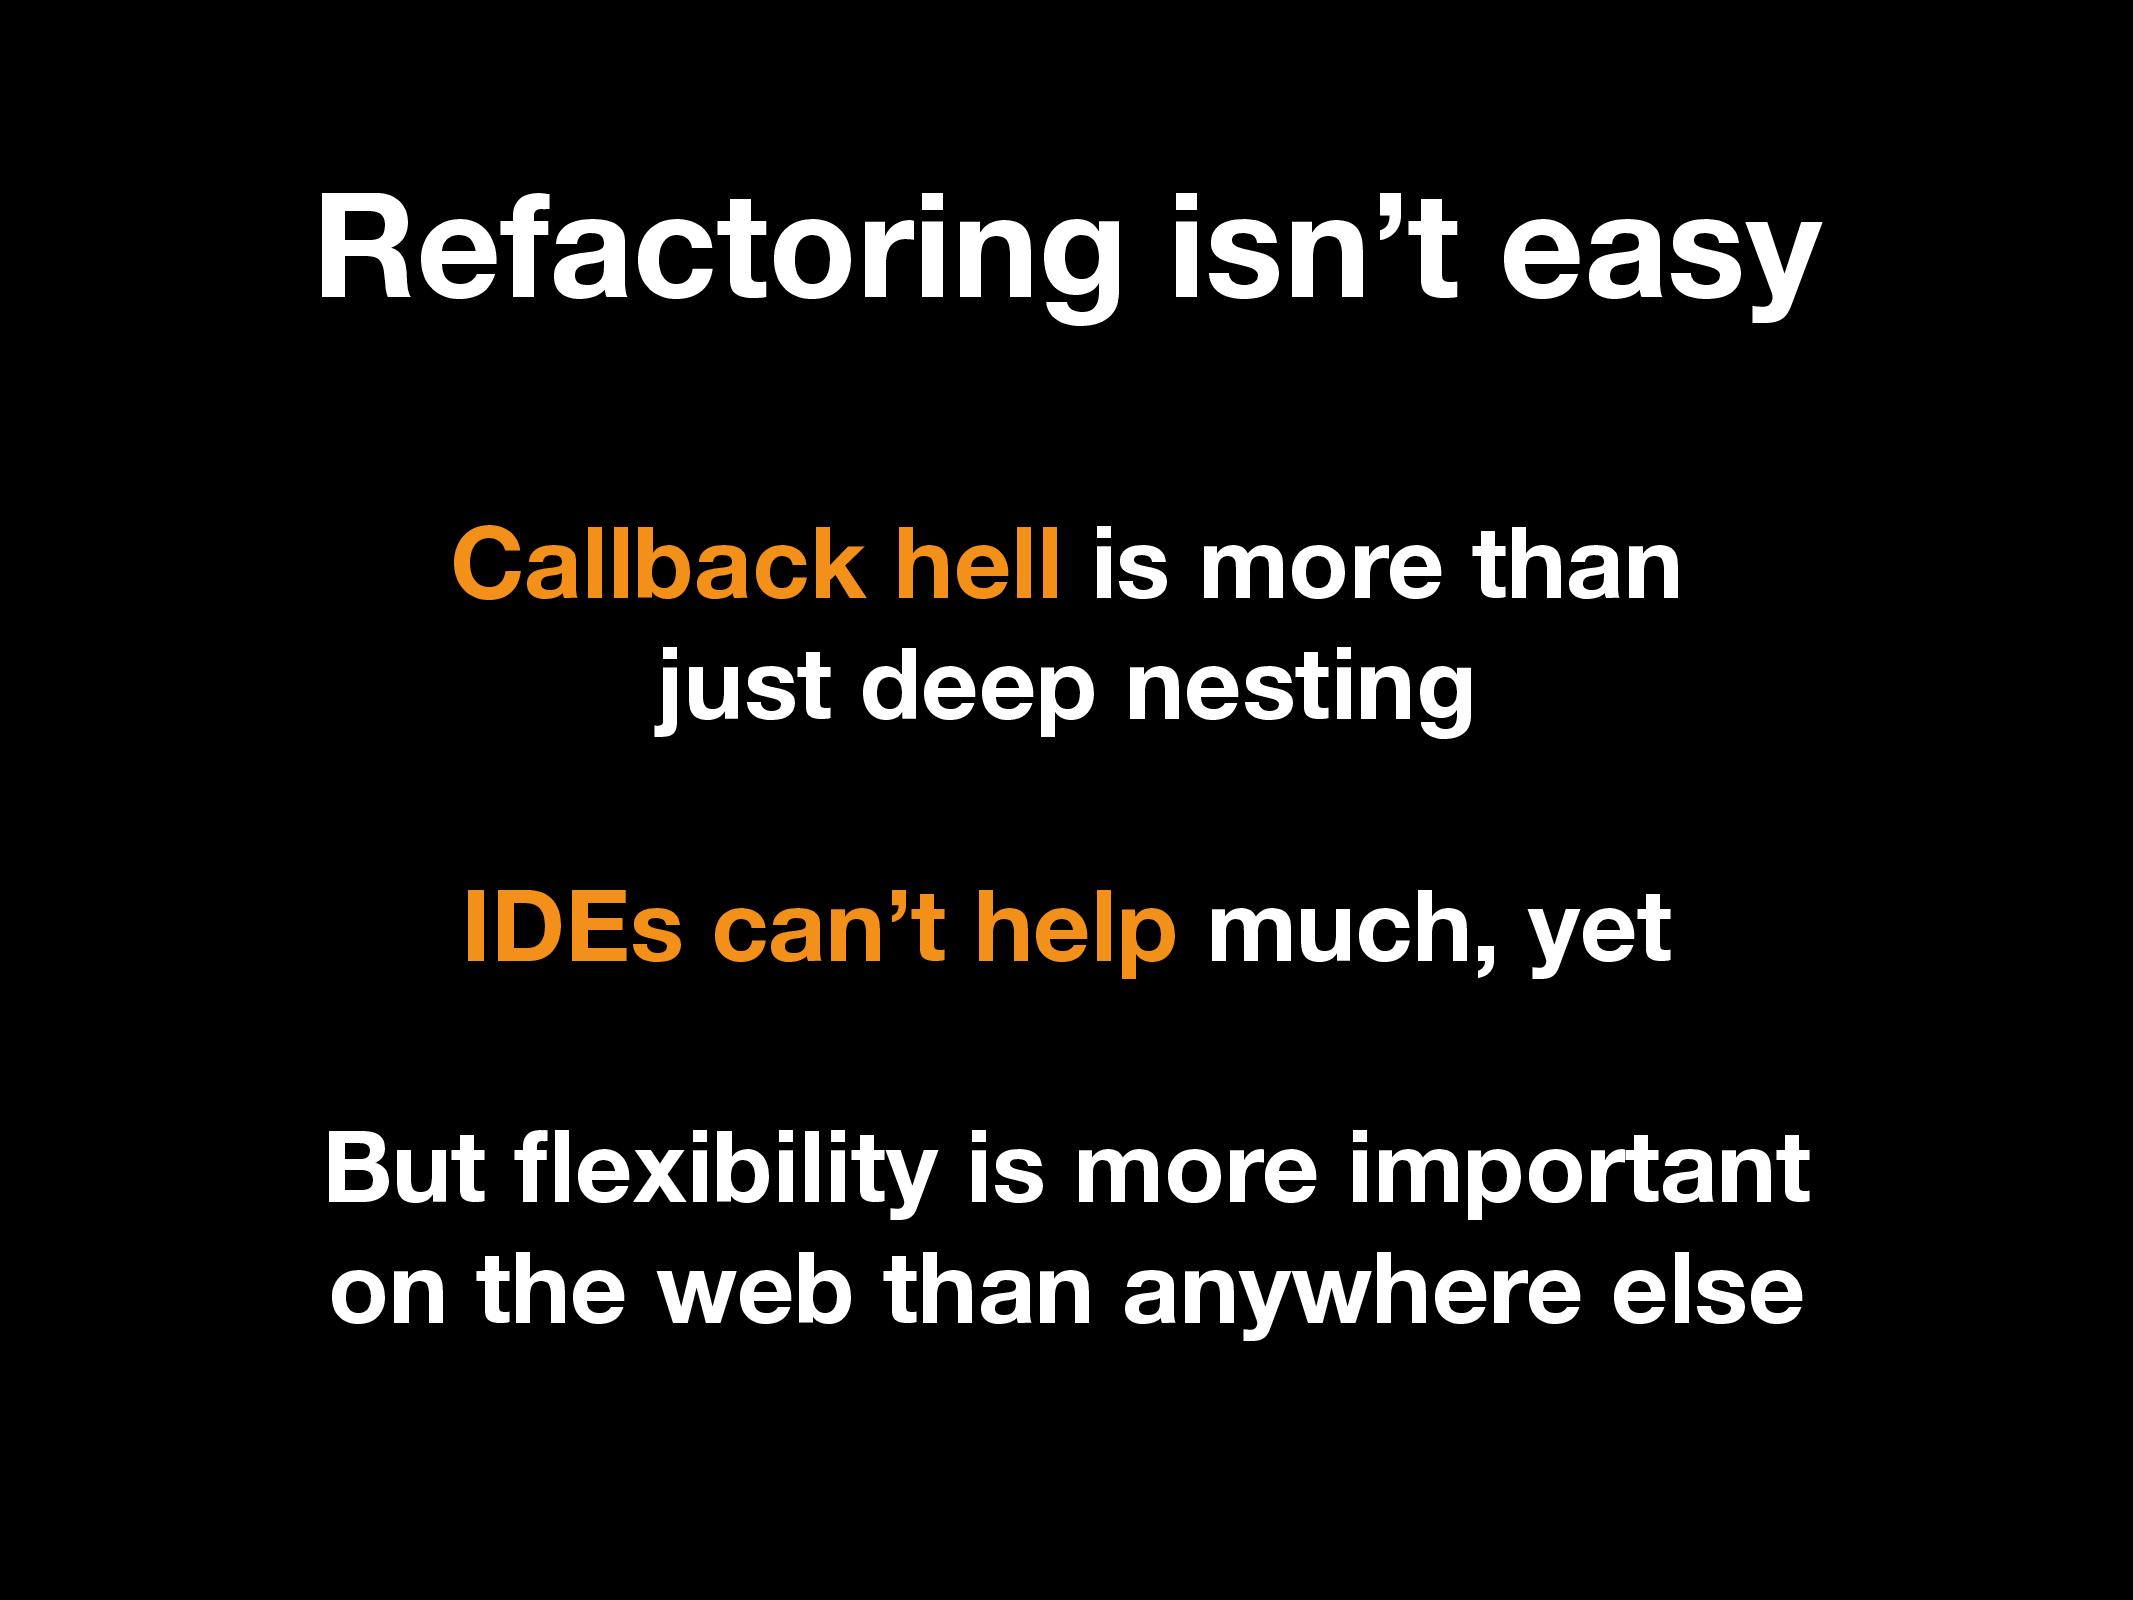 Refactoring isn’t easy
Callback hell is more than
just deep nesting
IDEs can’t help much, yet
But flexibility is more important
on the web than anywhere else